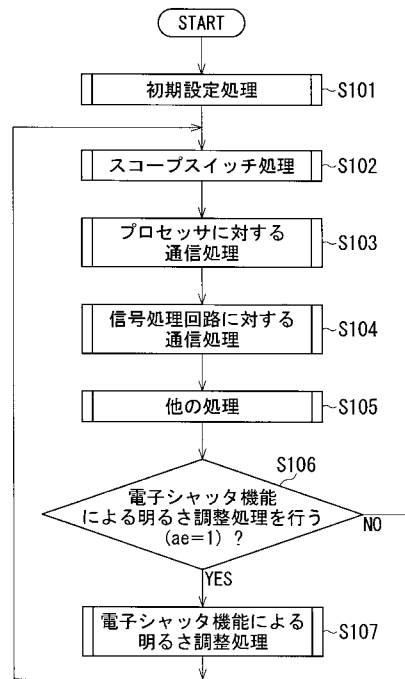 START
初期設定処理
S101
スコープスイッチ処理
S102
プロセッサに対する
通信処理
S103
信号処理回路に対する
通信処理
S104
他の処理
S105
S106
電子シャッタ機能
による明るさ調整処理を行う
(ae=1) ?
NO
YES
電子シャッタ機能による
明るさ調整処理
S107